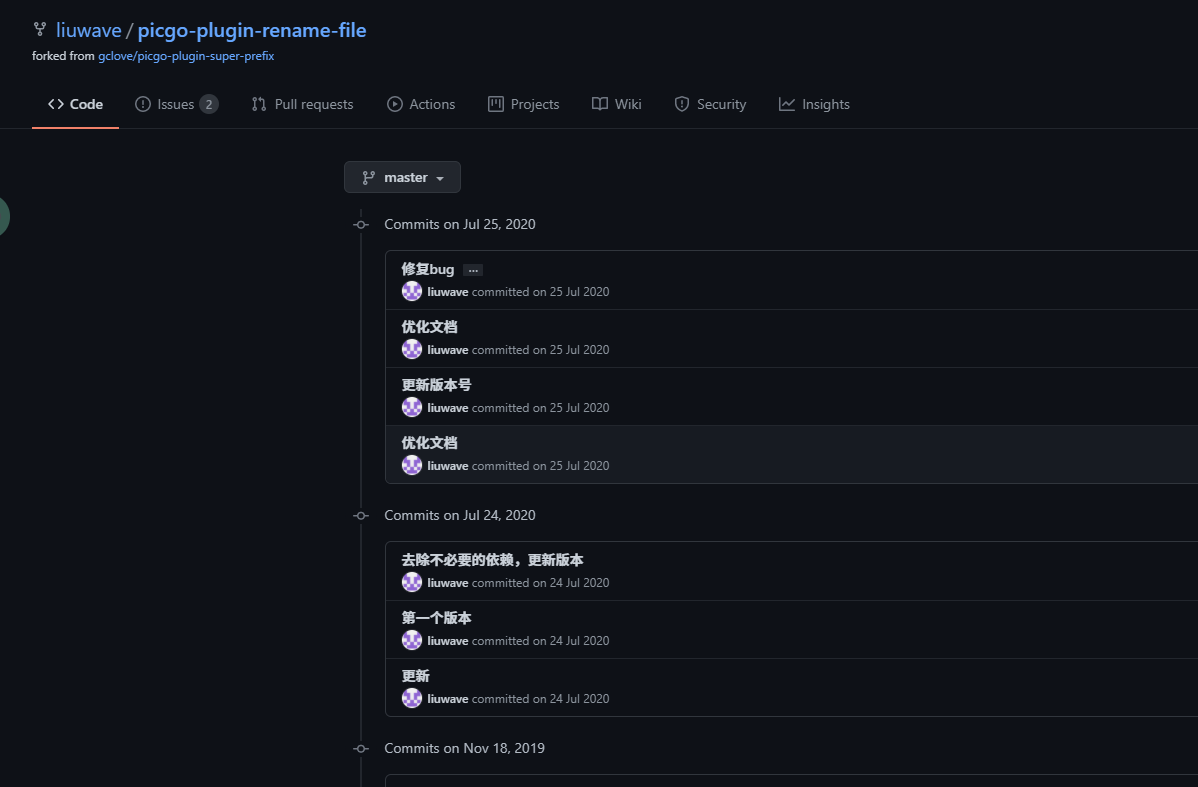 liuwave / picgo-plugin-rename-file
forked from gclove/picgo-plugin-super-prefix
Code Issues 2 Pull requests Actions Projects Wiki Security Insights
master
Commits on Jul 25, 2020
修复bug ...
liuwave committed on 25 Jul 2020
优化文档
liuwave committed on 25 Jul 2020
更新版本号
liuwave committed on 25 Jul 2020
优化文档
liuwave committed on 25 Jul 2020
Commits on Jul 24, 2020
去除不必要的依赖，更新版本
liuwave committed on 24 Jul 2020
第一个版本
liuwave committed on 24 Jul 2020
更新
liuwave committed on 24 Jul 2020
Commits on Nov 18, 2019